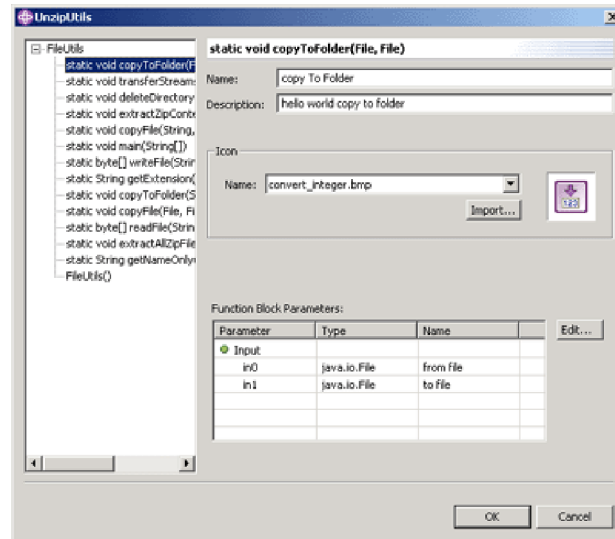 UnzipUtils
FileUtils
static void copyToFolder(F
static void transferStream
static void deleteDirectory
static void extractZipConte
static void copyFile(String,
static void main(String[])
static byte[] writeFile(Strin
static String getExtension(
static void copyToFolder(S
static void copyFile(File, Fi
static byte[] readFile(Strin
static void extractAllZipFile
static String getNameOnly
FileUtils()
static void copyToFolder(File, File)
Name: copy To Folder
Description: hello world copy to folder
Icon
Name: convert_integer.bmp
Import...
123
Function Block Parameters:
Parameter Type Name
Input
in0 java.io.File from file
in1 java.io.File to file
Edit...
OK Cancel